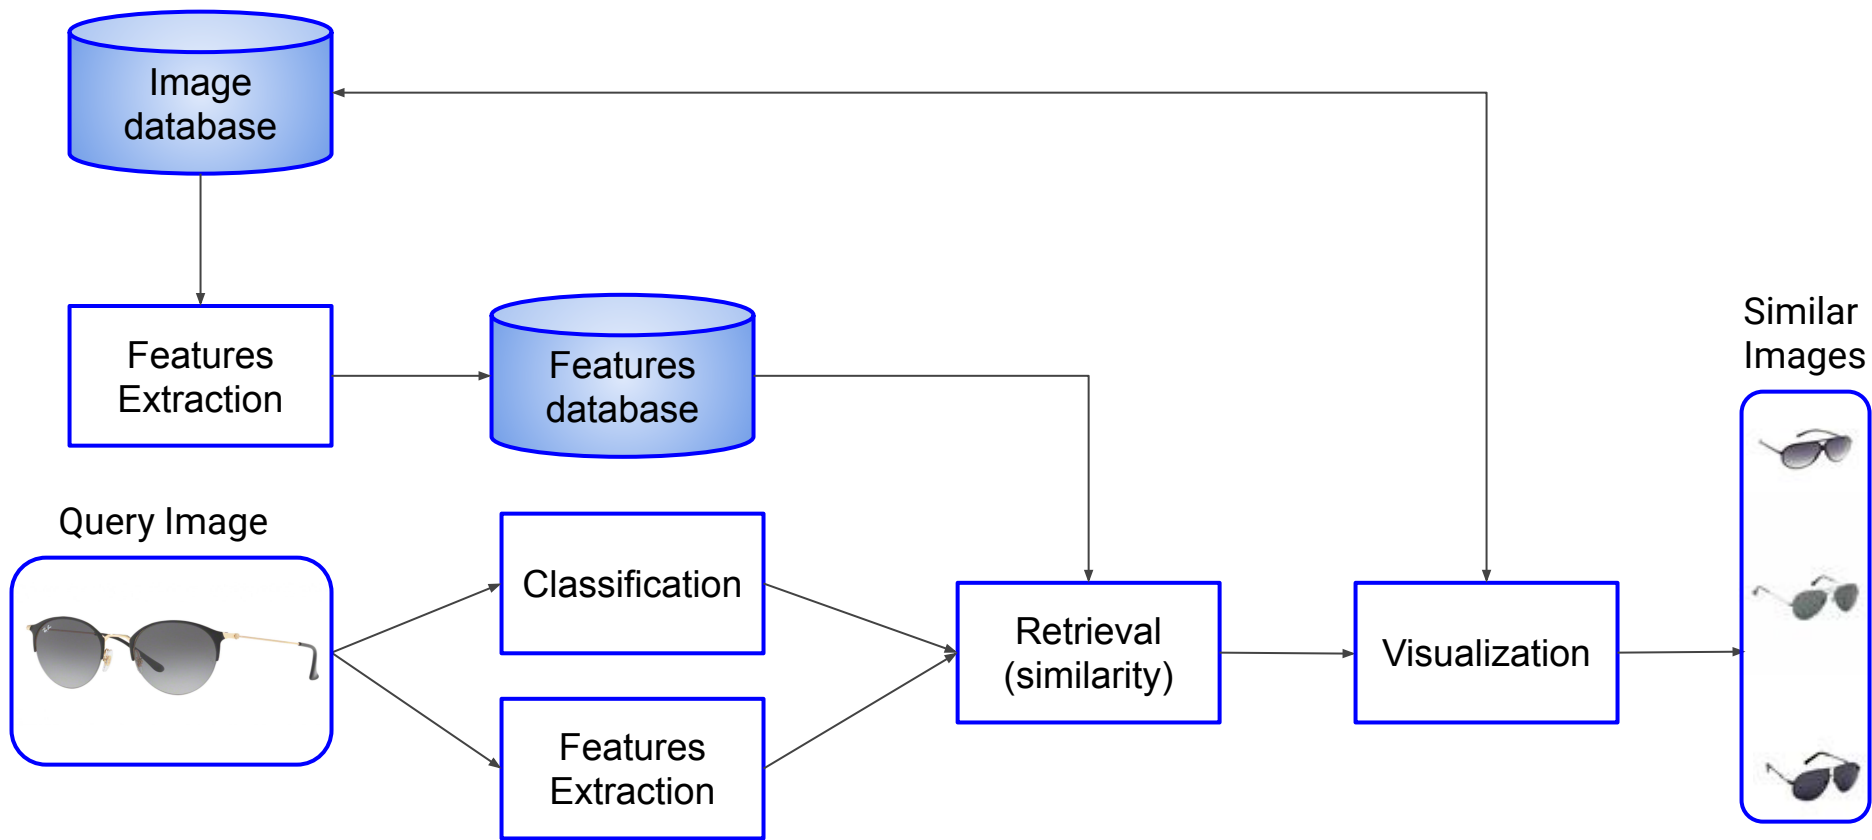 Image
database
Features
Extraction
Features
database
Similar
Images
Query Image
Classification
Features
Extraction
Retrieval
(similarity)
Visualization